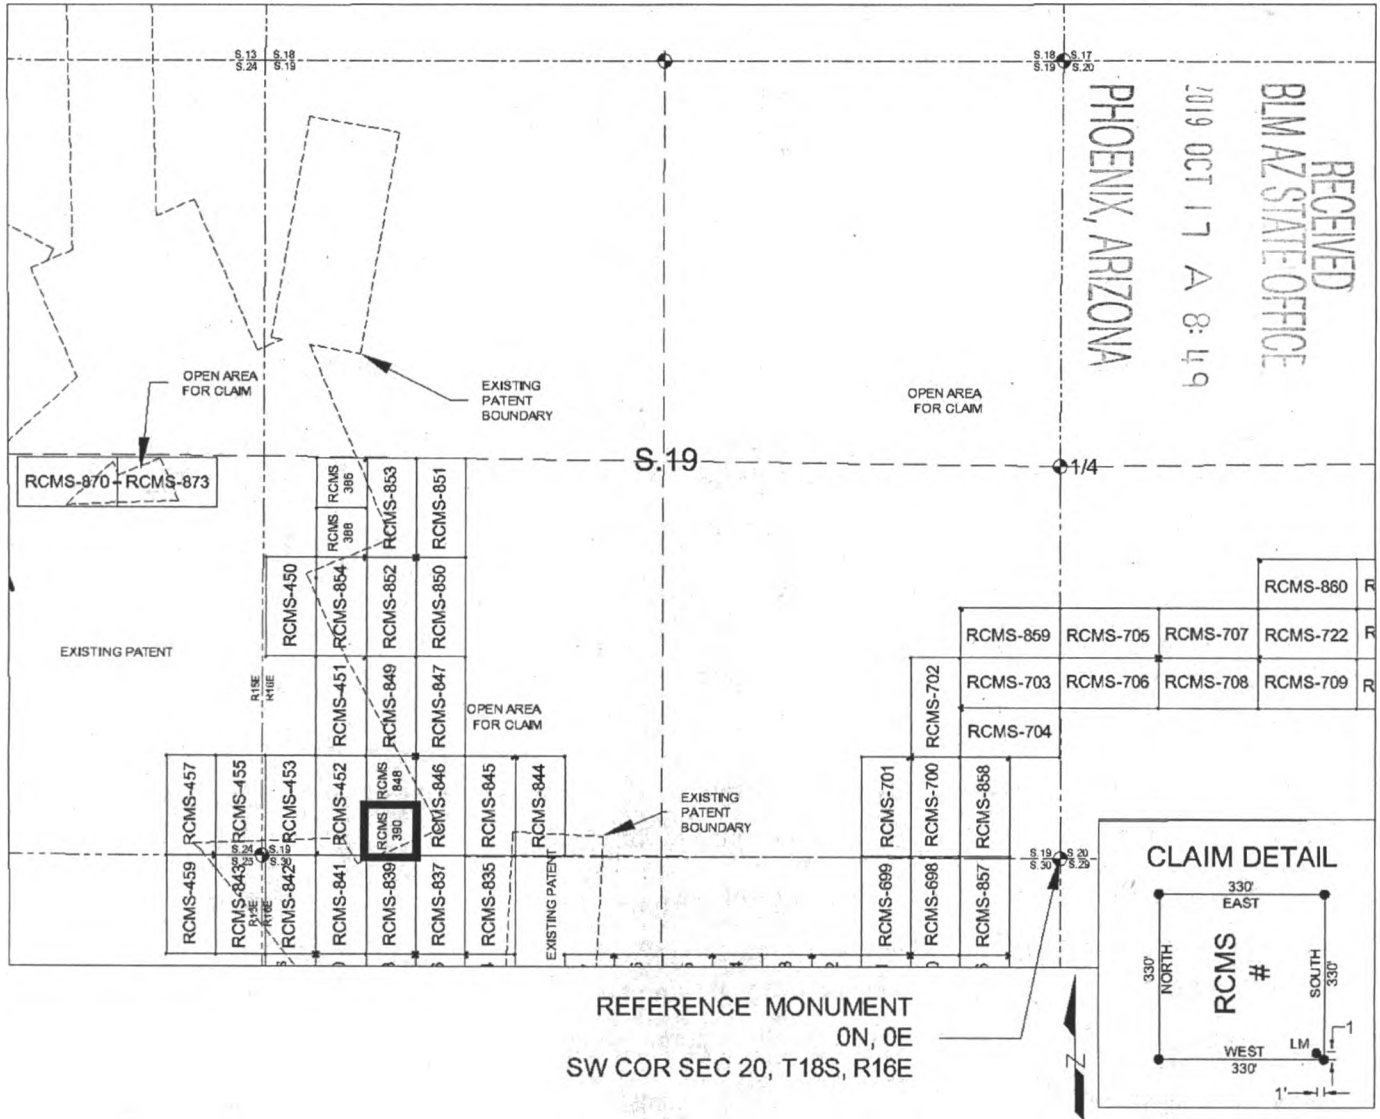 S.13 S.18
S.24 S.19
S.18 S.17
S.19 S.20
RECEIVED
BLM AZ STATE OFFICE
2019 OCT 17 A 8:49
PHOENIX, ARIZONA
OPEN AREA
FOR CLAIM
EXISTING
PATENT
BOUNDARY
OPEN AREA
FOR CLAIM
S.19
1/4
RCMS-870
RCMS-873
RCMS
386
RCMS
388
RCMS-853
RCMS-851
RCMS-450
RCMS-854
RCMS-852
RCMS-850
EXISTING PATENT
R15E
R16E
RCMS-451
RCMS-849
RCMS-847
OPEN AREA
FOR CLAIM
RCMS-860
R
RCMS-859
RCMS-705
RCMS-707
RCMS-722
R
RCMS-702
RCMS-703
RCMS-706
RCMS-708
RCMS-709
R
RCMS-704
RCMS-457
RCMS-455
RCMS-453
RCMS-452
RCMS
848
RCMS
390
RCMS-846
RCMS-845
RCMS-844
EXISTING
PATENT
BOUNDARY
RCMS-701
RCMS-700
RCMS-858
S.24 S.19
S.25 S.30
S.19 S.20
S.30 S.29
RCMS-459
RCMS-843
R15E
R16E
RCMS-842
RCMS-841
RCMS-839
RCMS-837
RCMS-835
EXISTING PATENT
RCMS-699
RCMS-698
RCMS-857
CLAIM DETAIL
330'
EAST
330'
NORTH
RCMS
#
SOUTH
330'
WEST
330'
LM
1
1'
REFERENCE MONUMENT
0N, 0E
SW COR SEC 20, T18S, R16E
N